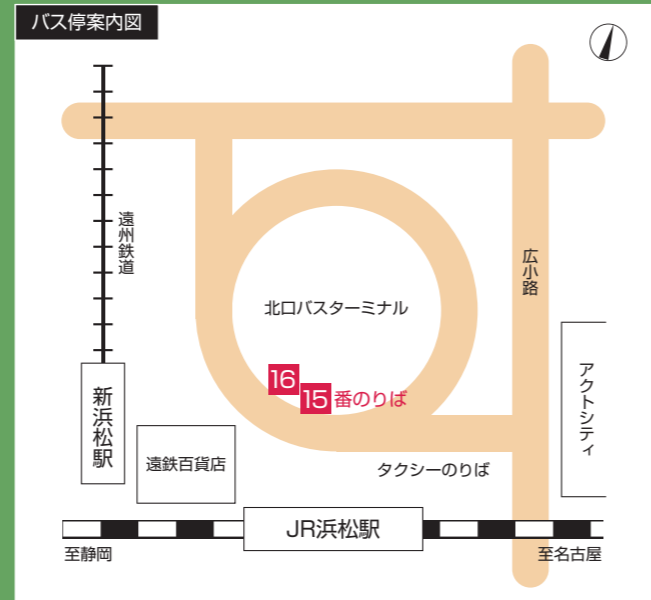 バス停案内図
遠州鉄道
広小路
北口バスターミナル
アクトシティ
16
15 番のりば
新浜松駅
遠鉄百貨店
タクシーのりば
JR浜松駅
至静岡
至名古屋